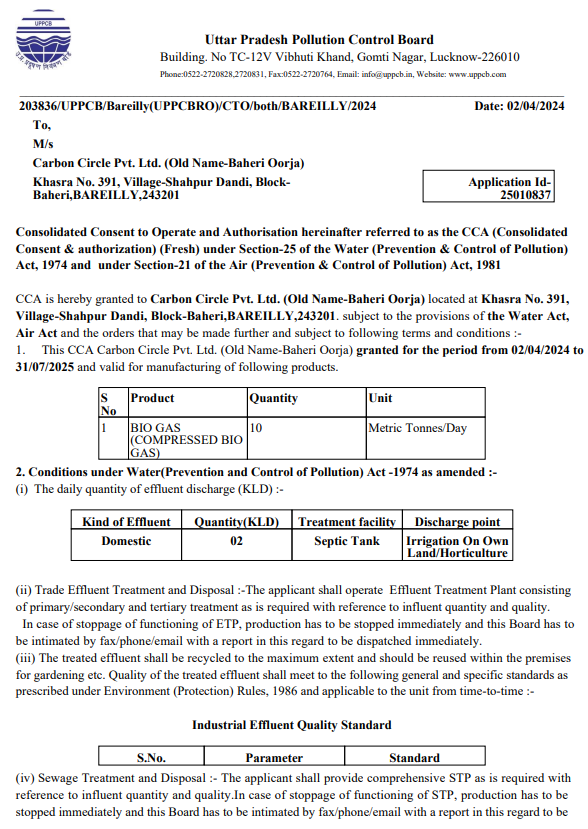 UPPCB
Uttar Pradesh Pollution Control Board
Building. No TC-12V Vibhuti Khand, Gomti Nagar, Lucknow-226010
Phone:0522-2720828,2720831, Fax:0522-2720764, Email: info@uppcb.in, Website: www.uppcb.com
203836/UPPCB/Bareilly(UPPCBRO)/CTO/both/BAREILLY/2024 Date: 02/04/2024
To,
M/s
Carbon Circle Pvt. Ltd. (Old Name-Baheri Oorja)
Khasra No. 391, Village-Shahpur Dandi, Block-
Baheri,BAREILLY,243201
Application Id-
25010837
Consolidated Consent to Operate and Authorisation hereinafter referred to as the CCA (Consolidated
Consent & authorization) (Fresh) under Section-25 of the Water (Prevention & Control of Pollution)
Act, 1974 and under Section-21 of the Air (Prevention & Control of Pollution) Act, 1981
CCA is hereby granted to Carbon Circle Pvt. Ltd. (Old Name-Baheri Oorja) located at Khasra No. 391,
Village-Shahpur Dandi, Block-Baheri,BAREILLY,243201. subject to the provisions of the Water Act,
Air Act and the orders that may be made further and subject to following terms and conditions :-
1. This CCA Carbon Circle Pvt. Ltd. (Old Name-Baheri Oorja) granted for the period from 02/04/2024 to
31/07/2025 and valid for manufacturing of following products.
S No Product Quantity Unit
1 BIO GAS (COMPRESSED BIO GAS) 10 Metric Tonnes/Day
2. Conditions under Water(Prevention and Control of Pollution) Act -1974 as amended :-
(i) The daily quantity of effluent discharge (KLD) :-
Kind of Effluent Quantity(KLD) Treatment facility Discharge point
Domestic 02 Septic Tank Irrigation On Own Land/Horticulture
(ii) Trade Effluent Treatment and Disposal :-The applicant shall operate Effluent Treatment Plant consisting
of primary/secondary and tertiary treatment as is required with reference to influent quantity and quality.
In case of stoppage of functioning of ETP, production has to be stopped immediately and this Board has to
be intimated by fax/phone/email with a report in this regard to be dispatched immediately.
(iii) The treated effluent shall be recycled to the maximum extent and should be reused within the premises
for gardening etc. Quality of the treated effluent shall meet to the following general and specific standards as
prescribed under Environment (Protection) Rules, 1986 and applicable to the unit from time-to-time :-
Industrial Effluent Quality Standard
S.No. Parameter Standard
(iv) Sewage Treatment and Disposal :- The applicant shall provide comprehensive STP as is required with
reference to influent quantity and quality.In case of stoppage of functioning of STP, production has to be
stopped immediately and this Board has to be intimated by fax/phone/email with a report in this regard to be